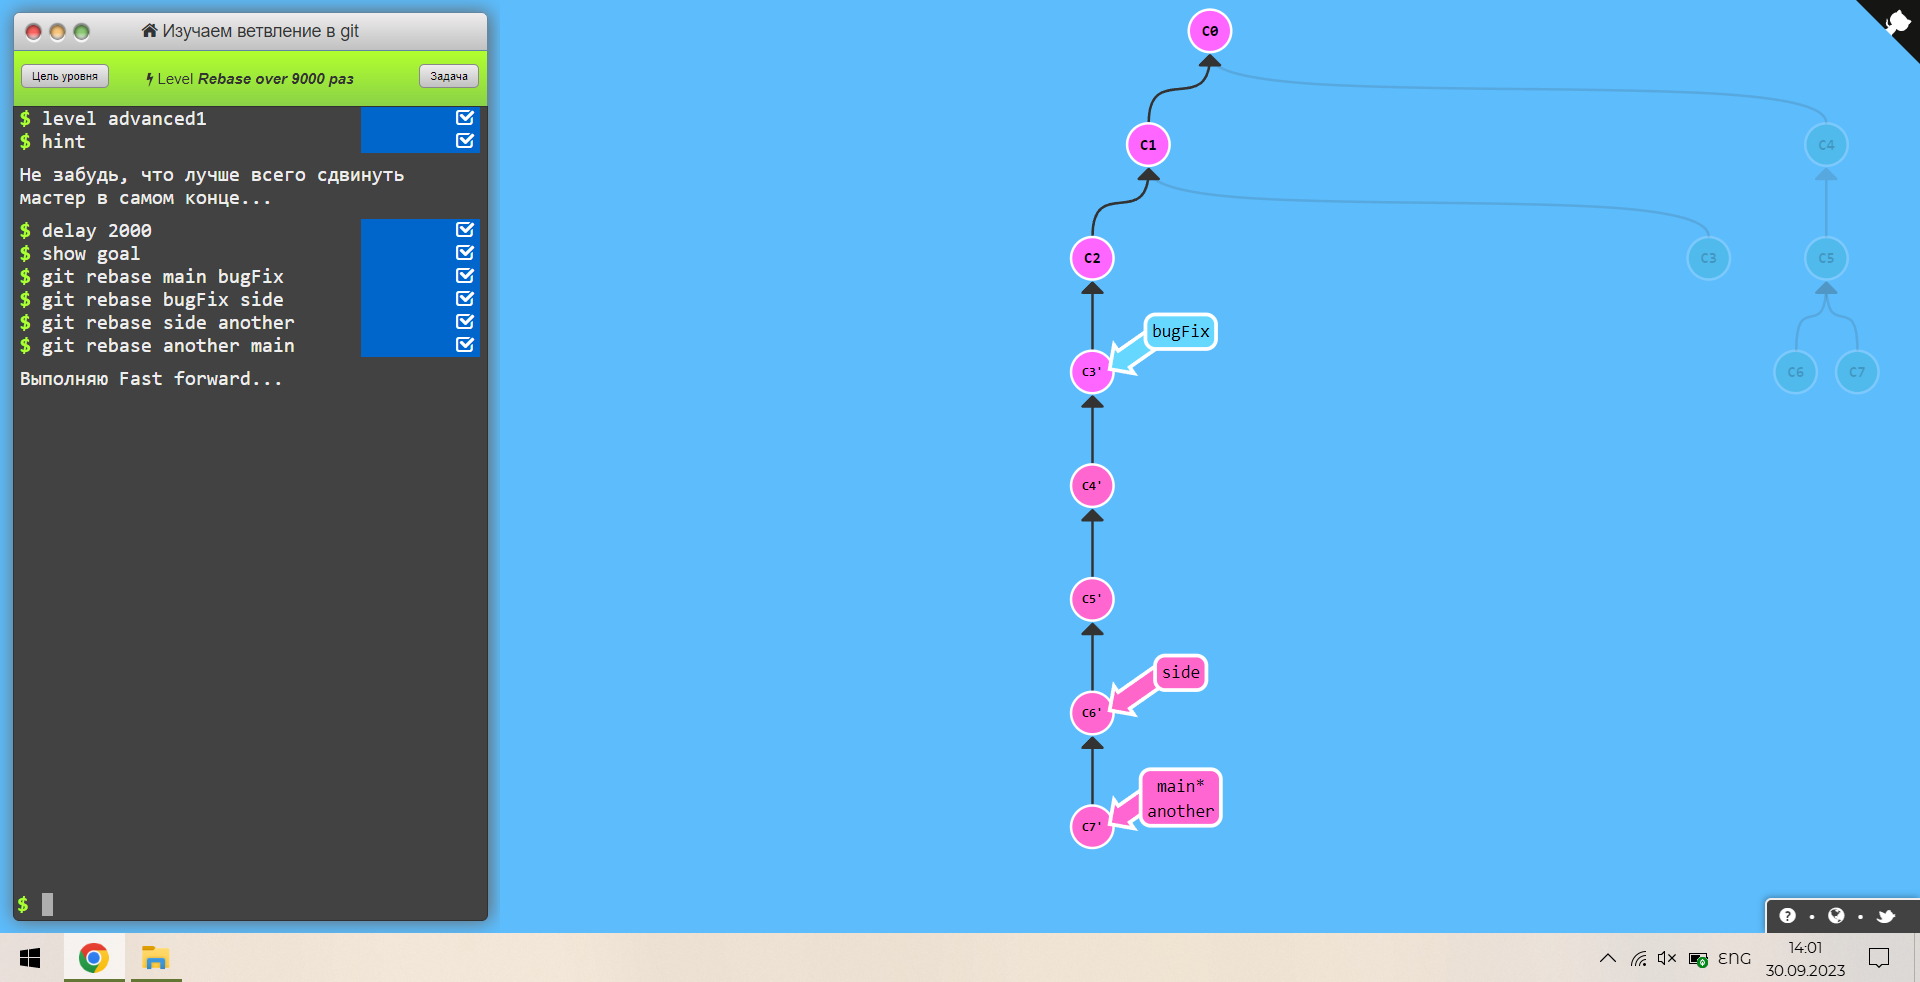 Изучаем ветвление в git
Цель уровня
Level Rebase over 9000 раз
Задача
$ level advanced1
$ hint
Не забудь, что лучше всего сдвинуть
мастер в самом конце...
$ delay 2000
$ show goal
$ git rebase main bugFix
$ git rebase bugFix side
$ git rebase side another
$ git rebase another main
Выполняю Fast forward...
$
C0
C1
C4
C2
C3
C5
bugFix
C3'
C6
C7
C4'
C5'
side
C6'
main*
another
C7'
?
ENG
14:01
30.09.2023